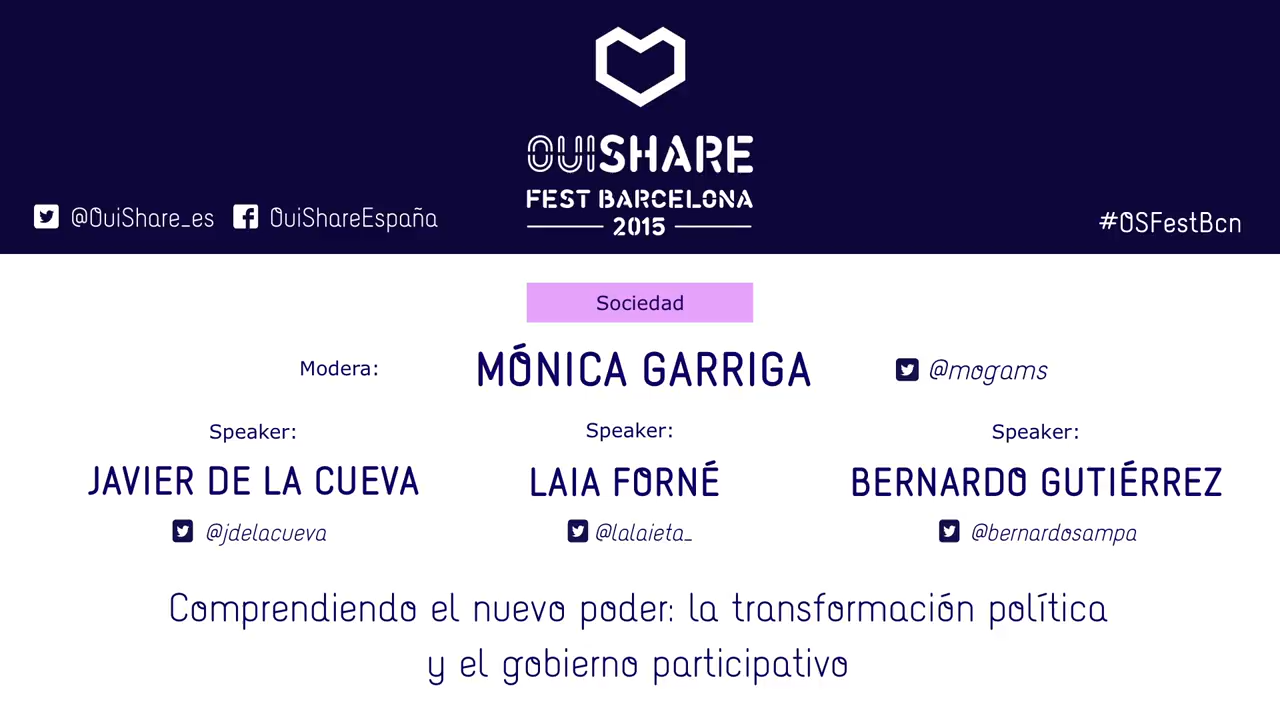 OUISHARE
FEST BARCELONA
2015
@OuiShare_es OuiShareEspaña
#OSFestBcn
Sociedad
Modera: MÓNICA GARRIGA @mogams
Speaker: Speaker: Speaker:
JAVIER DE LA CUEVA LAIA FORNÉ BERNARDO GUTIÉRREZ
@jdelacueva @lalaieta_ @bernardosampa
Comprendiendo el nuevo poder: la transformación política
y el gobierno participativo